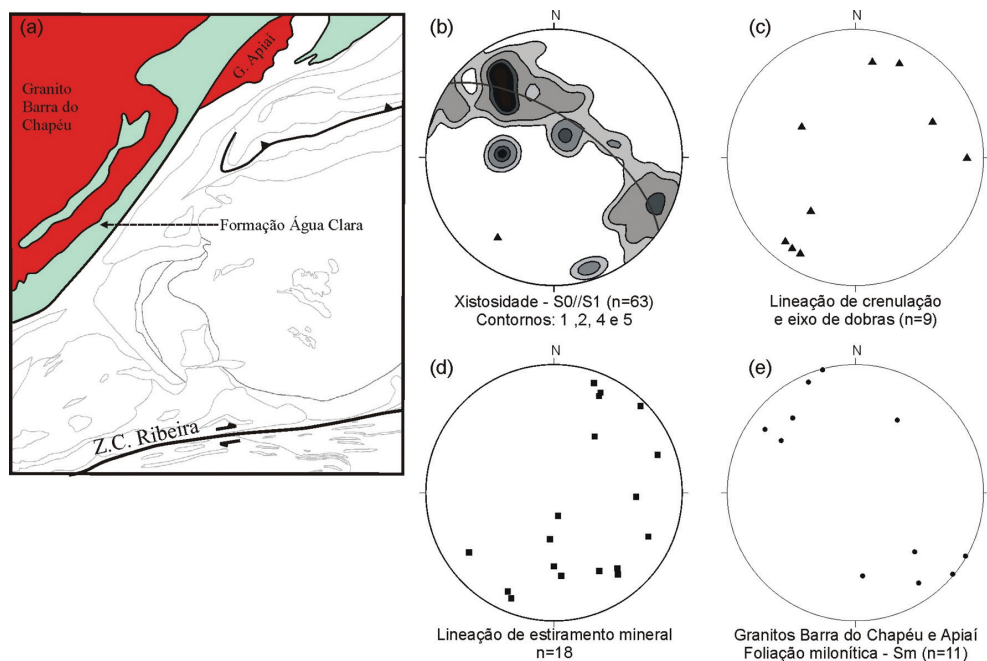 (a)
Granito
Barra do
Chapéu
G. Apiaí
Formação Água Clara
Z.C. Ribeira
(b)
N
Xistosidade - S0//S1 (n=63)
Contornos: 1 ,2, 4 e 5
(c)
N
Lineação de crenulação
e eixo de dobras (n=9)
(d)
N
Lineação de estiramento mineral
n=18
(e)
N
Granitos Barra do Chapéu e Apiaí
Foliação milonítica - Sm (n=11)